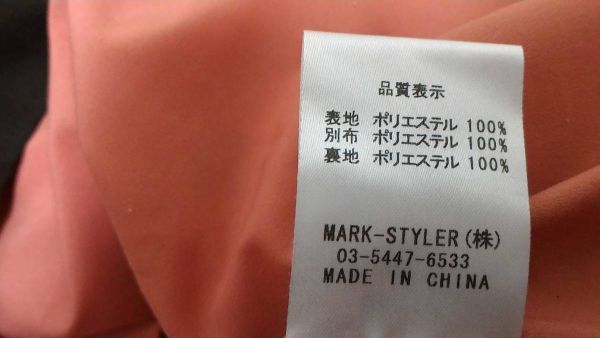 品質表示
表地 ポリエステル 100%
別布 ポリエステル 100%
裏地 ポリエステル 100%
MARK-STYLER(株)
03-5447-6533
MADE IN CHINA